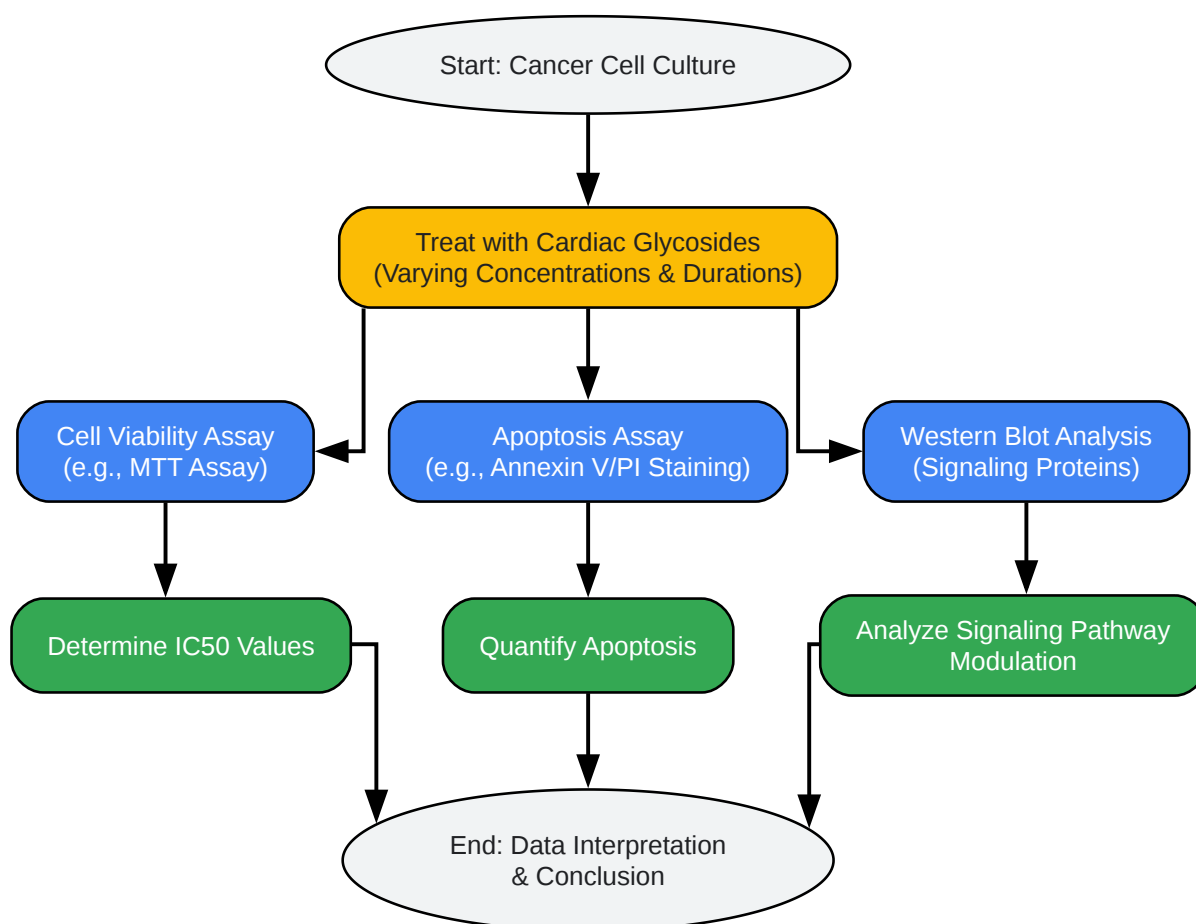 Start: Cancer Cell Culture
Treat with Cardiac Glycosides
(Varying Concentrations & Durations)
Cell Viability Assay
(e.g., MTT Assay)
Apoptosis Assay
(e.g., Annexin V/PI Staining)
Western Blot Analysis
(Signaling Proteins)
Determine IC50 Values
Quantify Apoptosis
Analyze Signaling Pathway
Modulation
End: Data Interpretation
& Conclusion